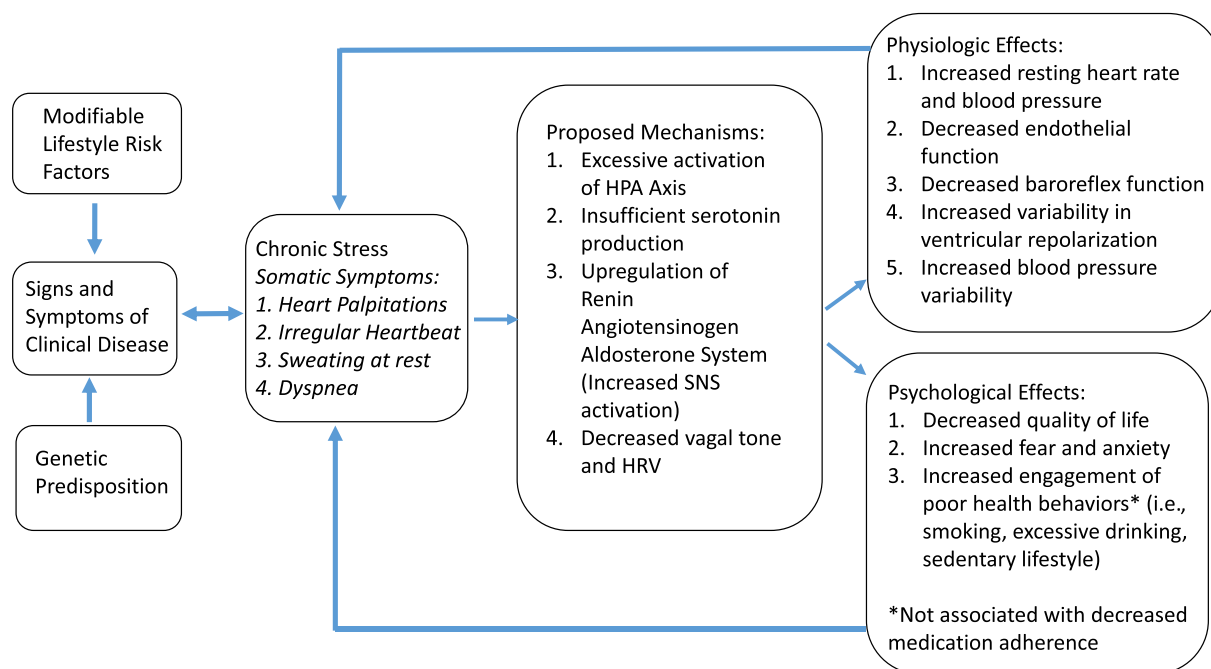 Modifiable
Lifestyle Risk
Factors
Signs and
Symptoms of
Clinical Disease
Genetic
Predisposition
Chronic Stress
Somatic Symptoms:
1. Heart Palpitations
2. Irregular Heartbeat
3. Sweating at rest
4. Dyspnea
Proposed Mechanisms:
1. Excessive activation
of HPA Axis
2. Insufficient serotonin
production
3. Upregulation of
Renin
Angiotensinogen
Aldosterone System
(Increased SNS
activation)
4. Decreased vagal tone
and HRV
Physiologic Effects:
1. Increased resting heart rate
and blood pressure
2. Decreased endothelial
function
3. Decreased baroreflex function
4. Increased variability in
ventricular repolarization
5. Increased blood pressure
variability
Psychological Effects:
1. Decreased quality of life
2. Increased fear and anxiety
3. Increased engagement of
poor health behaviors* (i.e.,
smoking, excessive drinking,
sedentary lifestyle)
*Not associated with decreased
medication adherence